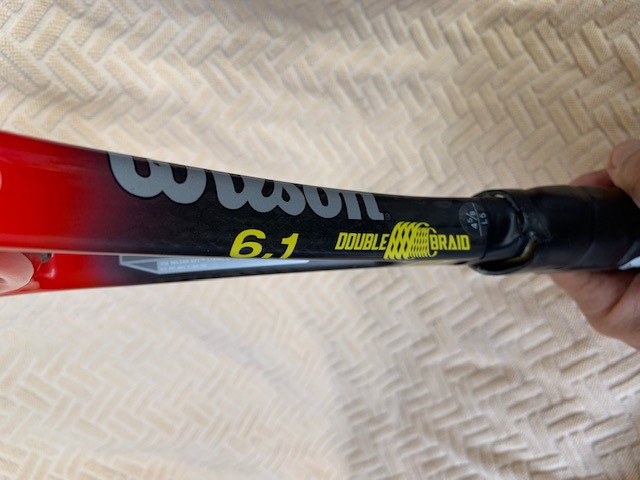 Wilson
6.1
DOUBLE BRAID
4 5/8
L5